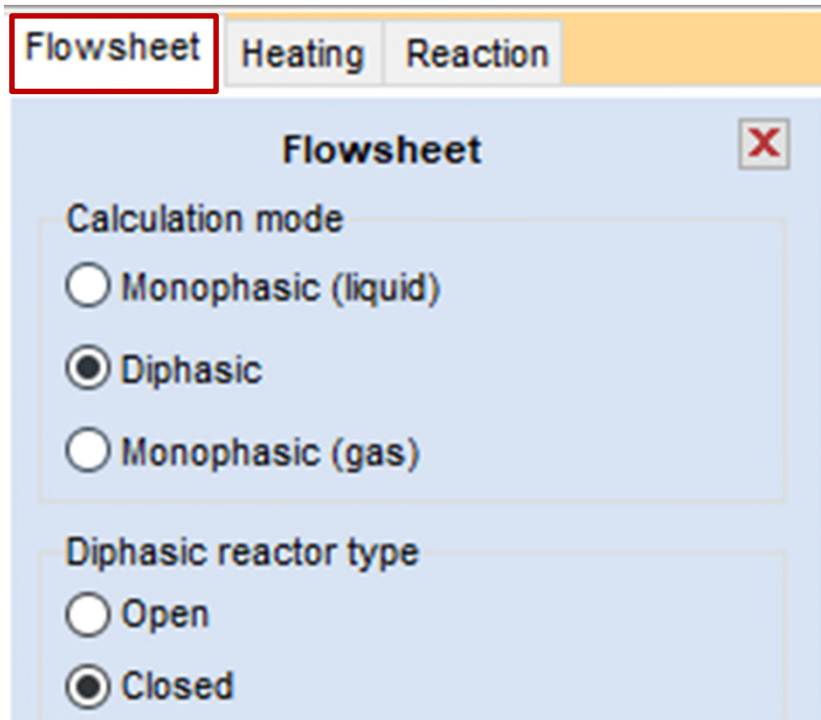 Flowsheet Heating Reaction
Flowsheet
Calculation mode
Monophasic (liquid)
Diphasic
Monophasic (gas)
Diphasic reactor type
Open
Closed